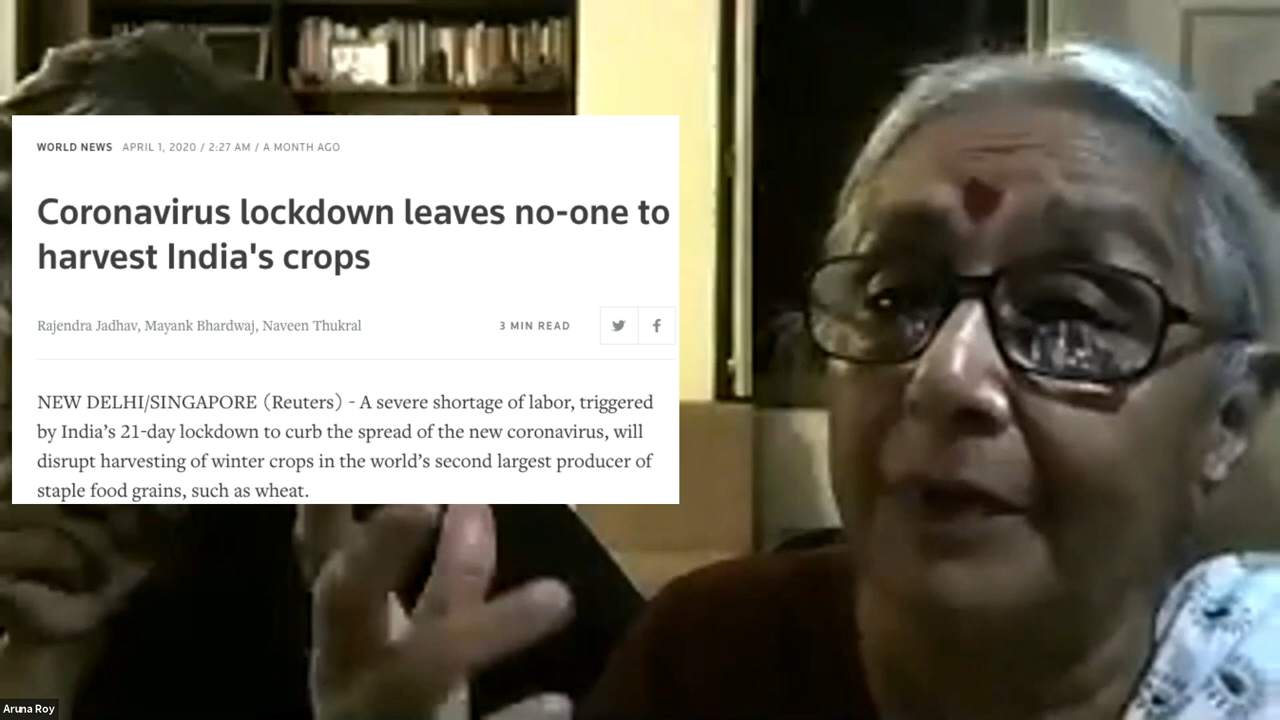 WORLD NEWS APRIL 1, 2020 / 2:27 AM / A MONTH AGO
Coronavirus lockdown leaves no-one to
harvest India's crops
Rajendra Jadhav, Mayank Bhardwaj, Naveen Thukral
3 MIN READ
NEW DELHI/SINGAPORE (Reuters) - A severe shortage of labor, triggered
by India’s 21-day lockdown to curb the spread of the new coronavirus, will
disrupt harvesting of winter crops in the world’s second largest producer of
staple food grains, such as wheat.
Aruna Roy